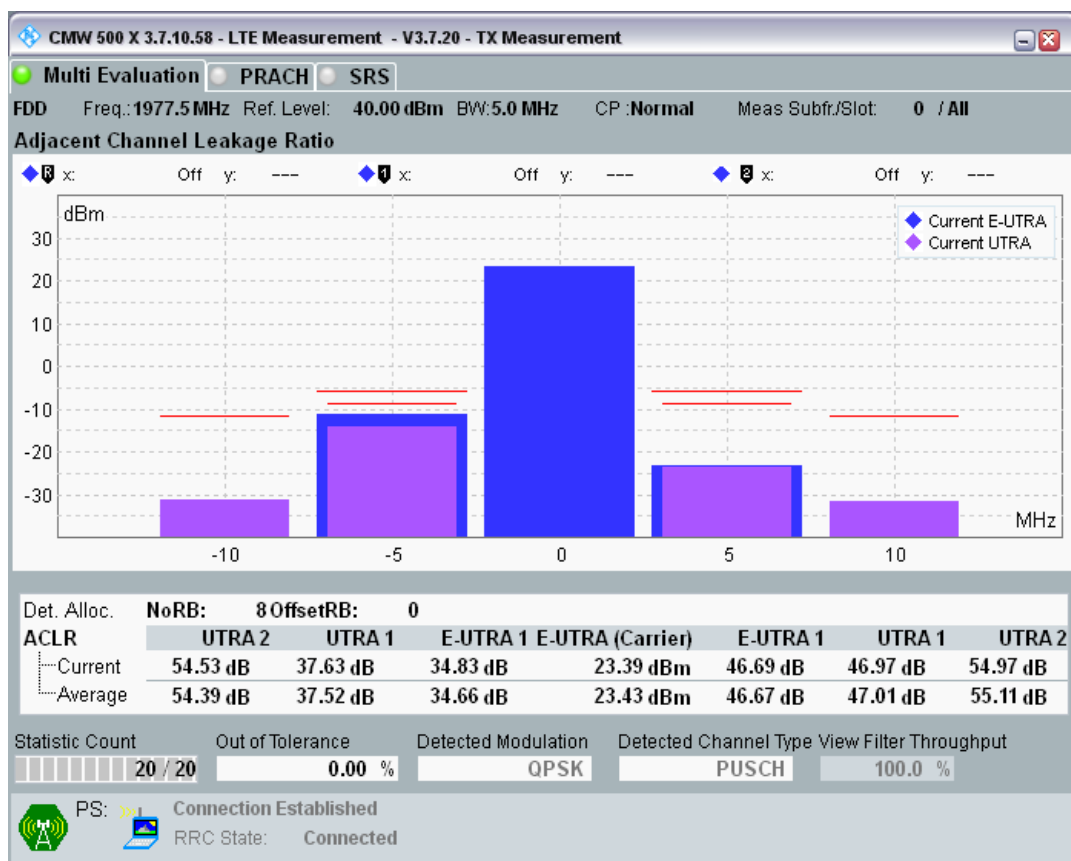 CMW 500 X 3.7.10.58 - LTE Measurement - V3.7.20 - TX Measurement
Multi Evaluation PRACH SRS
FDD Freq.: 1977.5 MHz Ref. Level: 40.00 dBm BW: 5.0 MHz CP : Normal Meas Subfr./Slot: 0 / All
Adjacent Channel Leakage Ratio
R x: Off y: --- 1 x: Off y: --- 2 x: Off y: ---
dBm
Current E-UTRA
Current UTRA
30
20
10
0
-10
-20
-30
MHz
-10 -5 0 5 10
Det. Alloc. NoRB: 8 OffsetRB: 0
ACLR UTRA 2 UTRA 1 E-UTRA 1 E-UTRA (Carrier) E-UTRA 1 UTRA 1 UTRA 2
Current 54.53 dB 37.63 dB 34.83 dB 23.39 dBm 46.69 dB 46.97 dB 54.97 dB
Average 54.39 dB 37.52 dB 34.66 dB 23.43 dBm 46.67 dB 47.01 dB 55.11 dB
Statistic Count Out of Tolerance Detected Modulation Detected Channel Type View Filter Throughput
20 / 20 0.00 % QPSK PUSCH 100.0 %
PS: Connection Established
RRC State: Connected